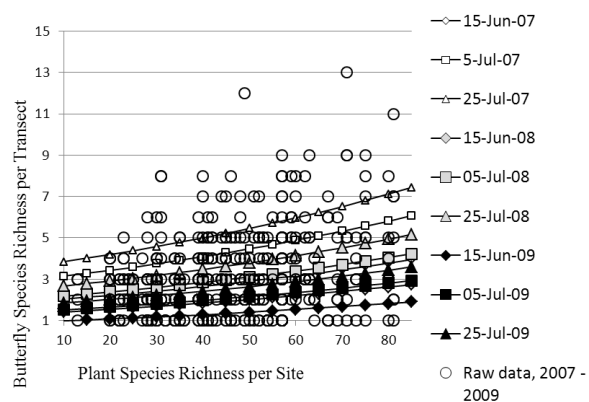 15
13
11
9
7
5
3
1
10 20 30 40 50 60 70 80
Butterfly Species Richness per Transect
Plant Species Richness per Site
15-Jun-07
5-Jul-07
25-Jul-07
15-Jun-08
05-Jul-08
25-Jul-08
15-Jun-09
05-Jul-09
25-Jul-09
Raw data, 2007 -
2009